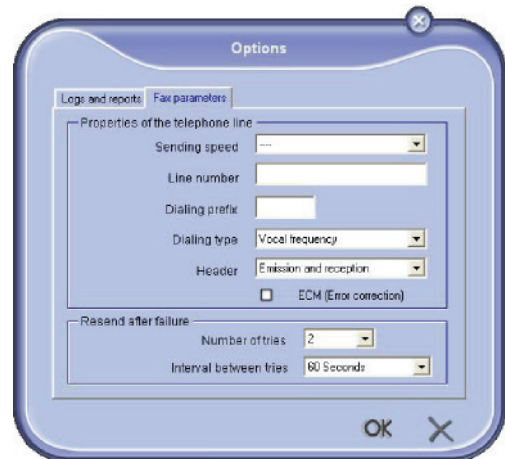 Options
Logs and reports Fax parameters
Properties of the telephone line
Sending speed ---
Line number
Dialing prefix
Dialing type Vocal frequency
Header Emission and reception
ECM (Error correction)
Resend after failure
Number of tries 2
Interval between tries 60 Seconds
OK